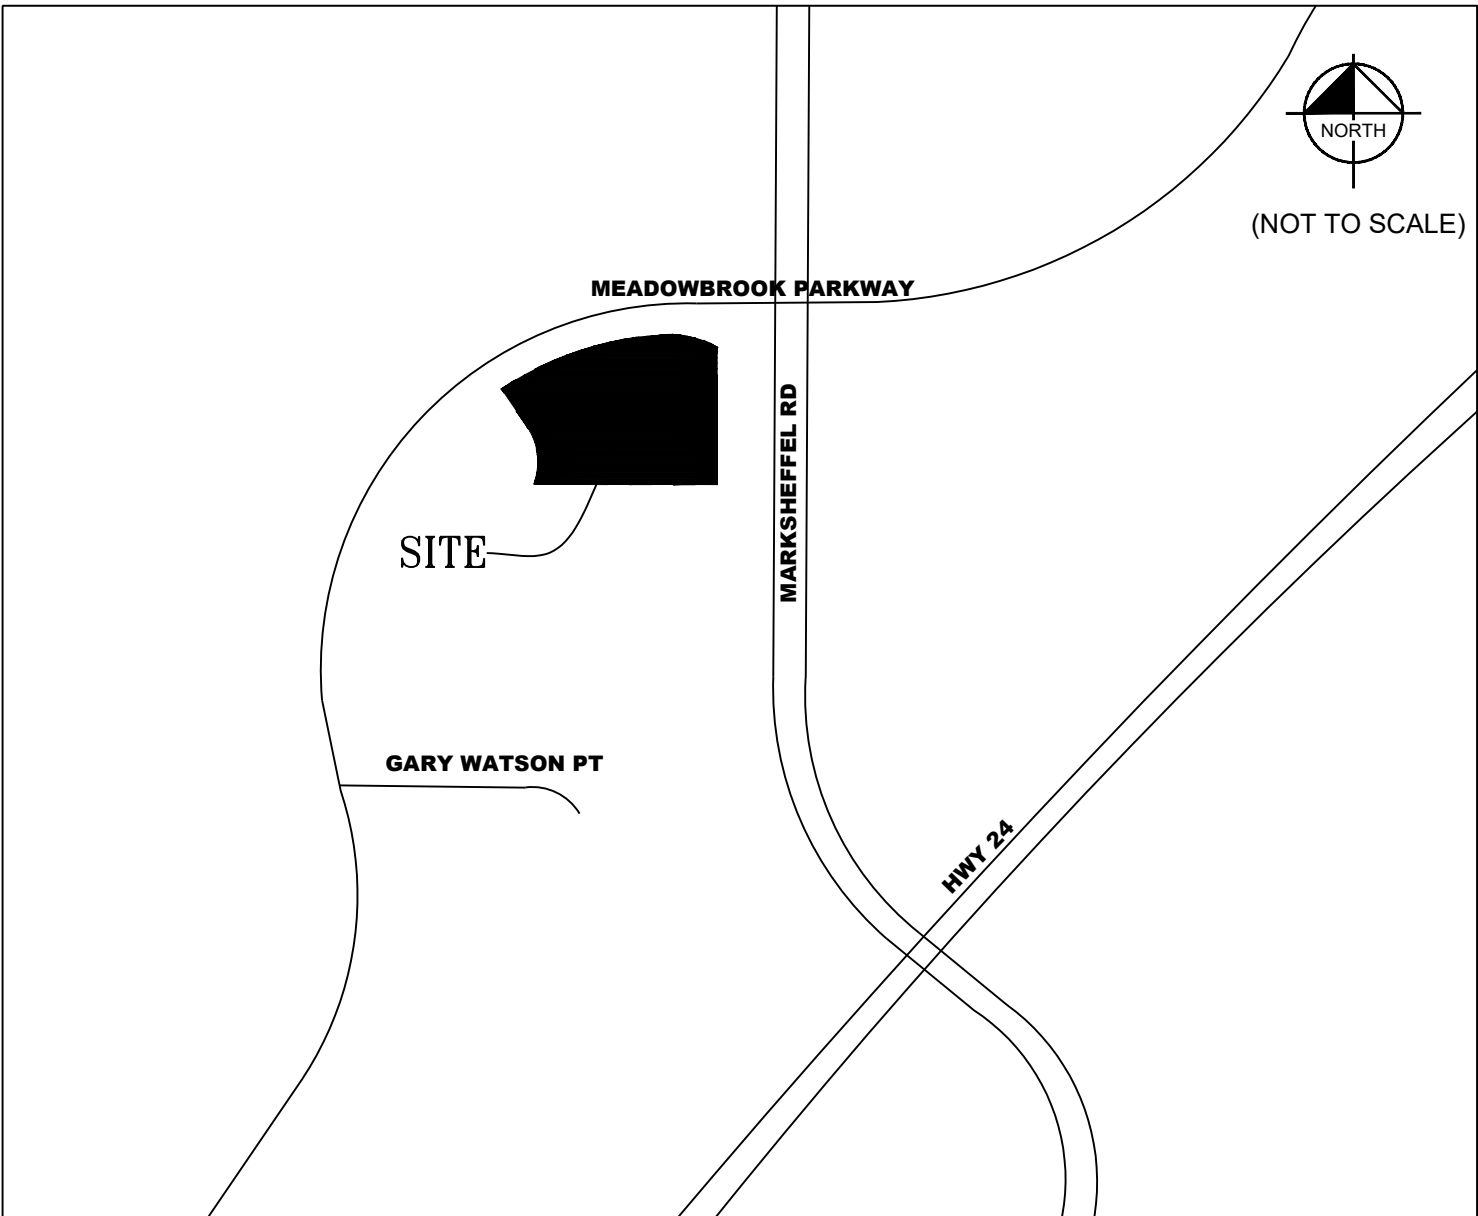 NORTH
(NOT TO SCALE)
MEADOWBROOK PARKWAY
MARKSHEFFEL RD
SITE
GARY WATSON PT
HWY 24